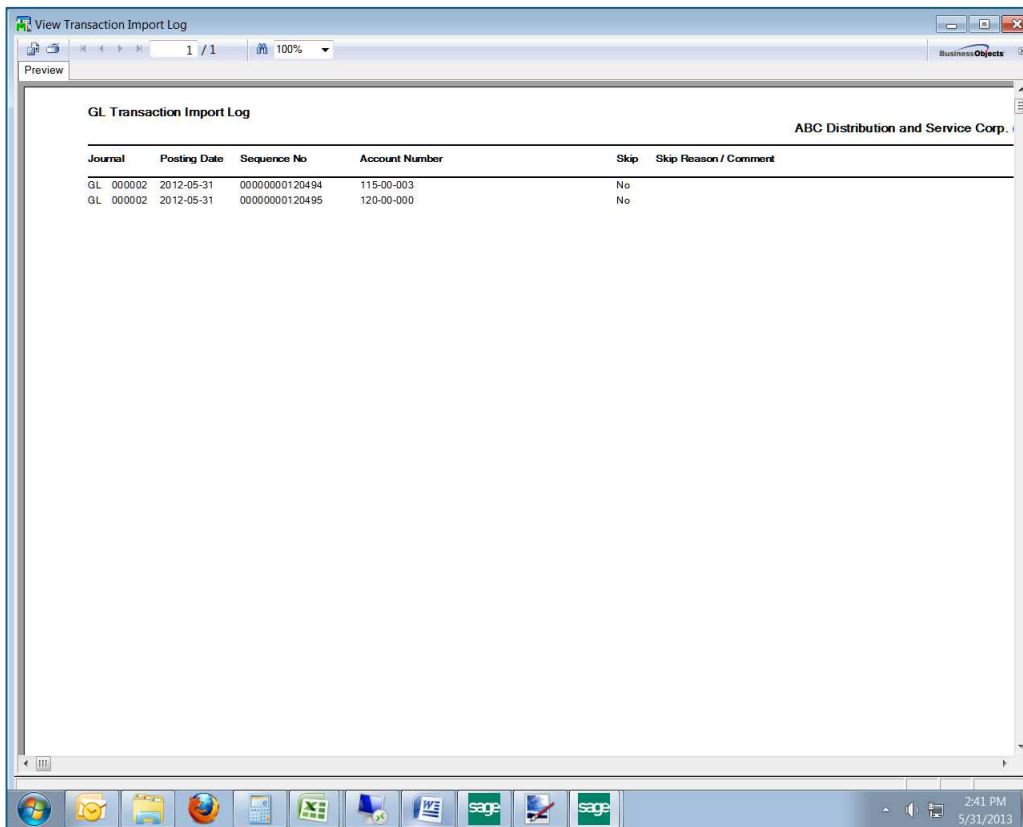 View Transaction Import Log
1 / 1 100%
BusinessObjects
Preview
GL Transaction Import Log
ABC Distribution and Service Corp.
Journal Posting Date Sequence No Account Number Skip Skip Reason / Comment
GL 000002 2012-05-31 00000000120494 115-00-003 No
GL 000002 2012-05-31 00000000120495 120-00-000 No
sage sage
2:41 PM
5/31/2013